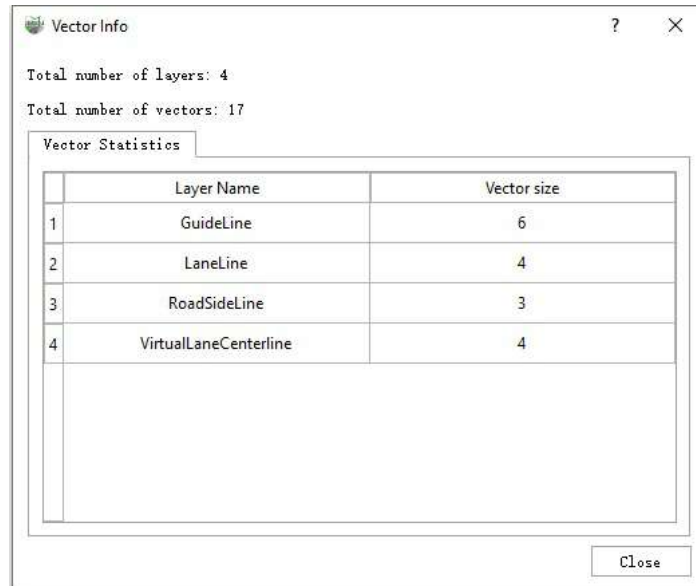 Vector Info ? ×
Total number of layers: 4
Total number of vectors: 17
Vector Statistics
Layer Name Vector size
1 GuideLine 6
2 LaneLine 4
3 RoadSideLine 3
4 VirtualLaneCenterline 4
Close